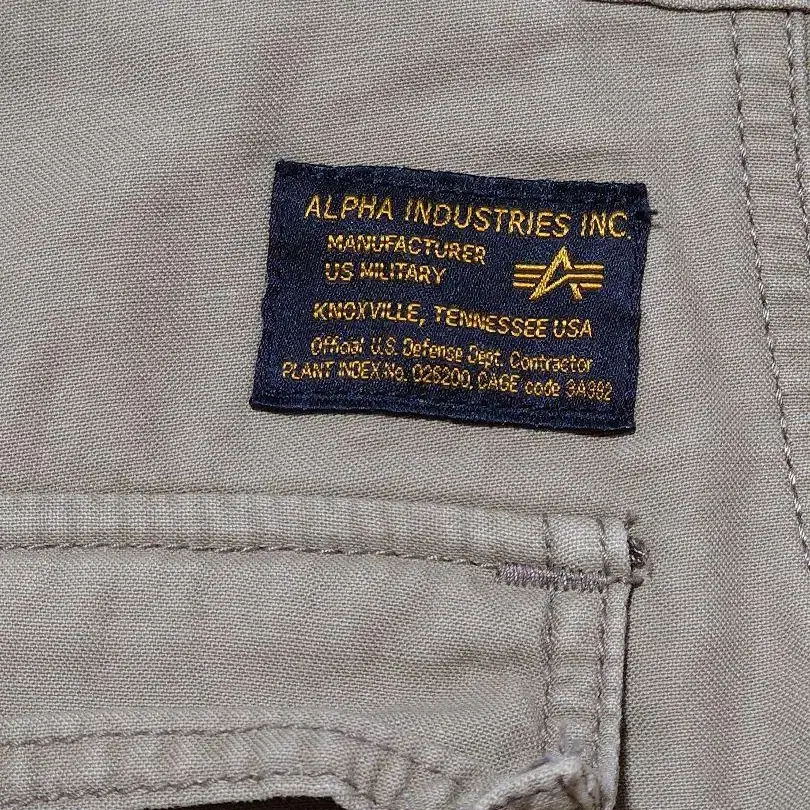 ALPHA INDUSTRIES INC.
MANUFACTURER
US MILITARY
KNOXVILLE, TENNESSEE USA
Official U.S. Defense Dept. Contractor
PLANT INDEX No. 026200, CAGE code 9A982